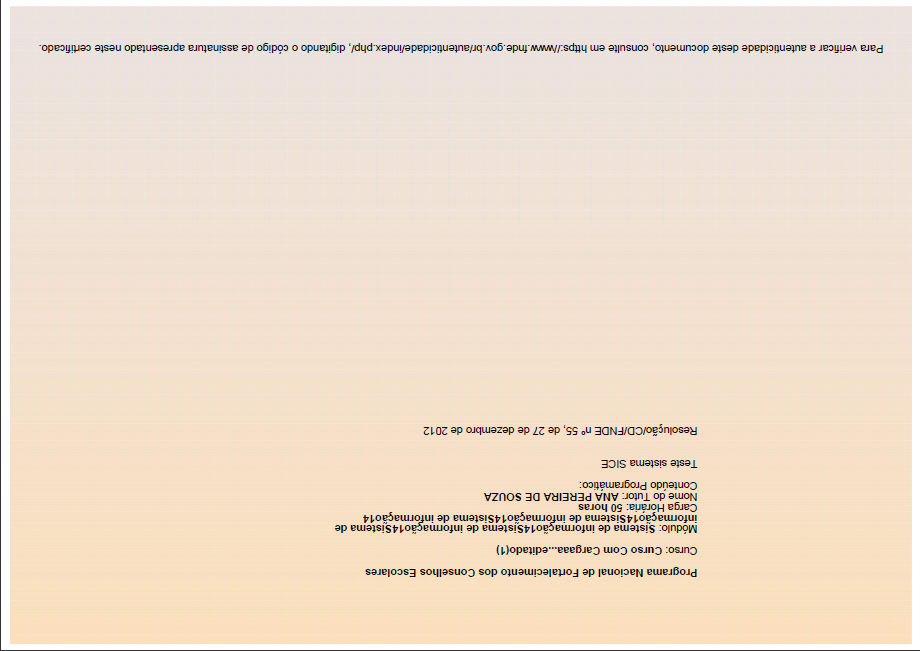 Programa Nacional de Fortalecimento dos Conselhos Escolares
Curso: Curso Com Cargaaa...editado(1)
Módulo: Sistema de informação14Sistema de informação14Sistema de
informação14Sistema de informação14Sistema de informação14
Carga Horária: 50 horas
Nome do Tutor: ANA PEREIRA DE SOUZA
Conteúdo Programático:
Teste sistema SICE
Resolução/CD/FNDE nº 55, de 27 de dezembro de 2012
Para verificar a autenticidade deste documento, consulte em https://www.fnde.gov.br/autenticidade/index.php/, digitando o código de assinatura apresentado neste certificado.